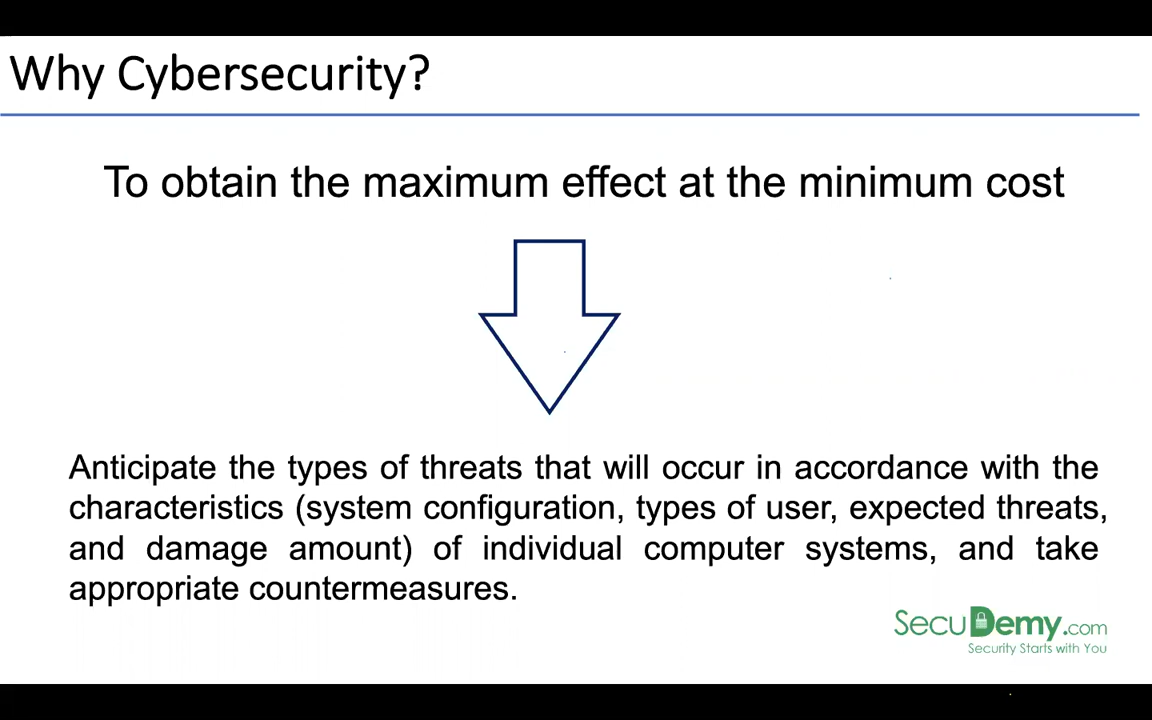 Why Cybersecurity?
To obtain the maximum effect at the minimum cost
Anticipate the types of threats that will occur in accordance with the
characteristics (system configuration, types of user, expected threats,
and damage amount) of individual computer systems, and take
appropriate countermeasures.
SecuDemy.com
Security Starts with You